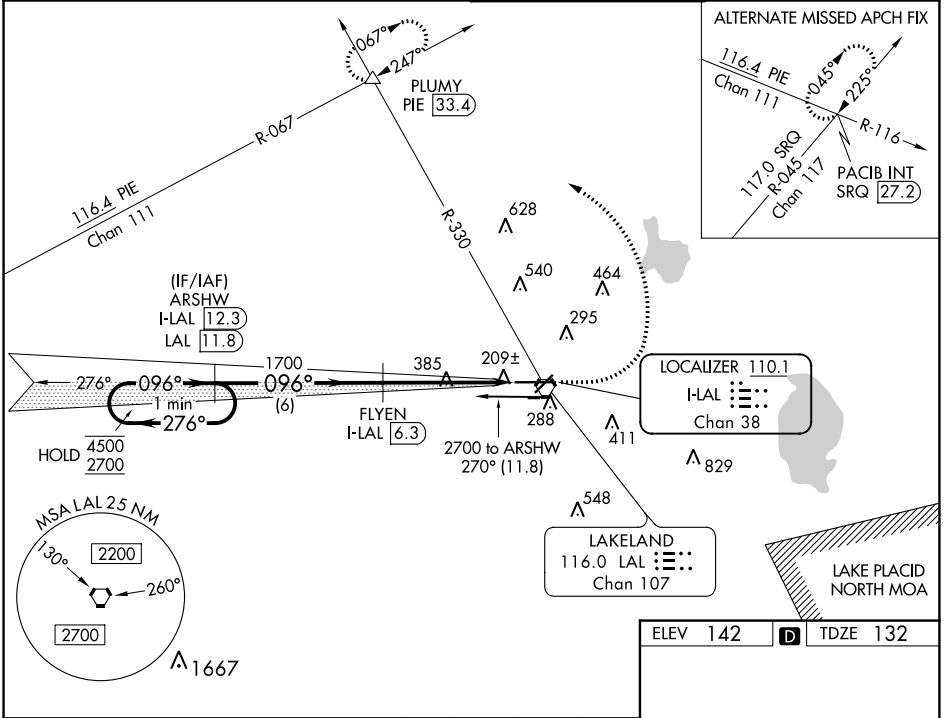 067°
247°
PLUMY
PIE 33.4
R-067
116.4 PIE
Chan 111
R-330
ALTERNATE MISSED APCH FIX
116.4 PIE
Chan 111
045°
225°
R-116
117.0 SRQ
R-045
Chan 117
PACIB INT
SRQ 27.2
628
540
464
295
(IF/IAF)
ARSHW
I-LAL 12.3
LAL 11.8
1700
385
209±
276°
096°
096°
1 min
(6)
276°
FLYEN
I-LAL 6.3
288
HOLD
4500
2700
2700 to ARSHW
270° (11.8)
LOCALIZER 110.1
I-LAL
Chan 38
411
829
548
LAKELAND
116.0 LAL
Chan 107
MSA LAL 25 NM
130°
2200
260°
2700
1667
LAKE PLACID
NORTH MOA
ELEV 142 D TDZE 132